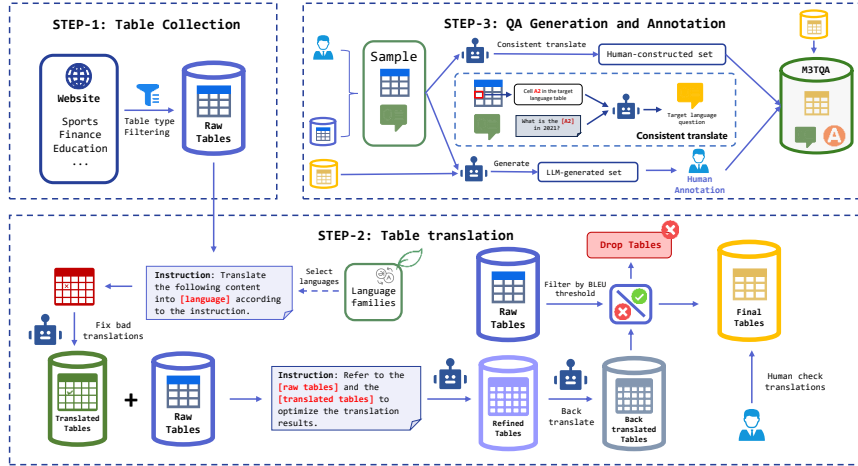 STEP-1: Table Collection
Website
Sports
Finance
Education
...
Table type
Filtering
Raw
Tables
STEP-3: QA Generation and Annotation
Sample
Consistent translate
Human-constructed set
Cell A2 in the target
language table
What is the [A2]
in 2021?
Target language
question
Consistent translate
Generate
LLM-generated set
Human
Annotation
M3TQA
A
STEP-2: Table translation
Instruction: Translate
the following content
into [language] according
to the instruction.
Select
languages
Language
families
Fix bad
translations
Translated
Tables
+
Raw
Tables
Instruction: Refer to the
[raw tables] and the
[translated tables] to
optimize the translation
results.
Refined
Tables
Back
translate
Back
translated
Tables
Raw
Tables
Filter by BLEU
threshold
Drop Tables
Final
Tables
Human check
translations